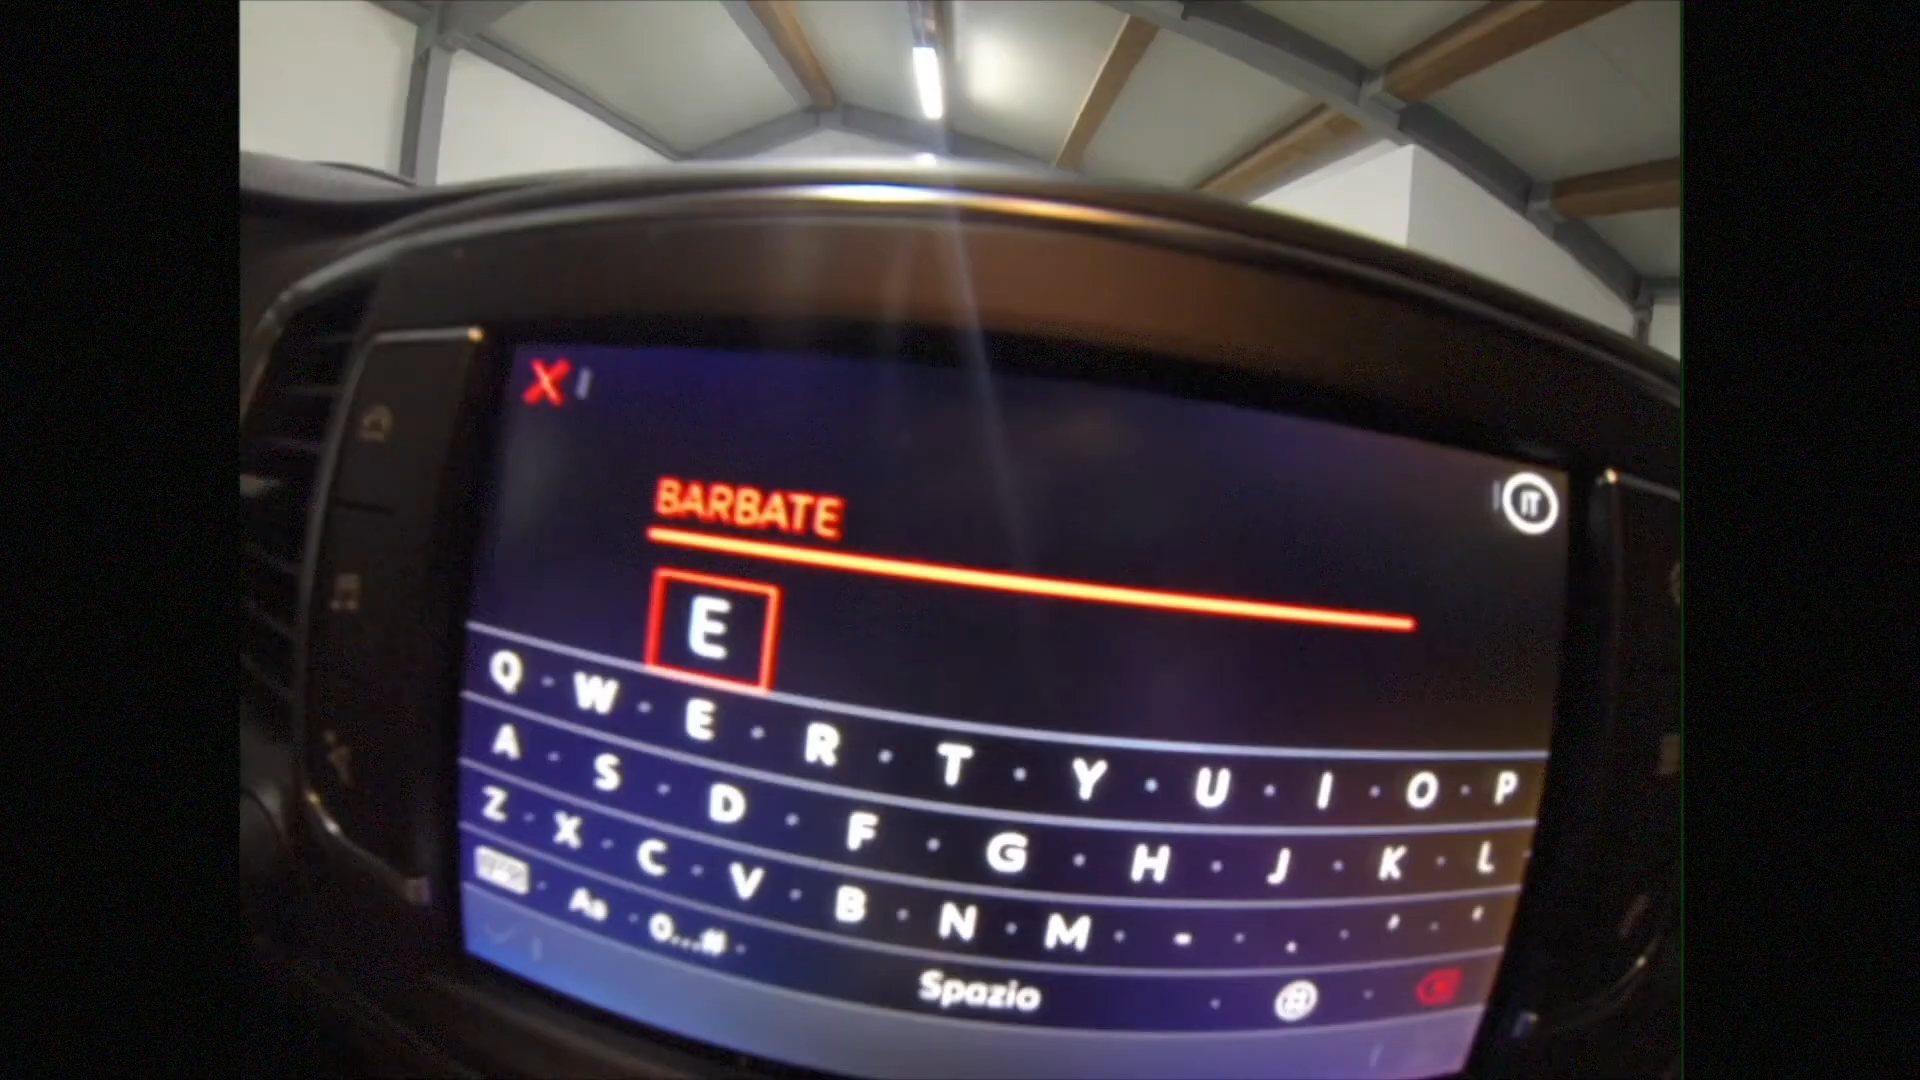 X
IT
BARBATE
E
Q W E R T Y U I O P
A S D F G H J K L
Z X C V B N M - . ' '
Aa 0...#
Spazio